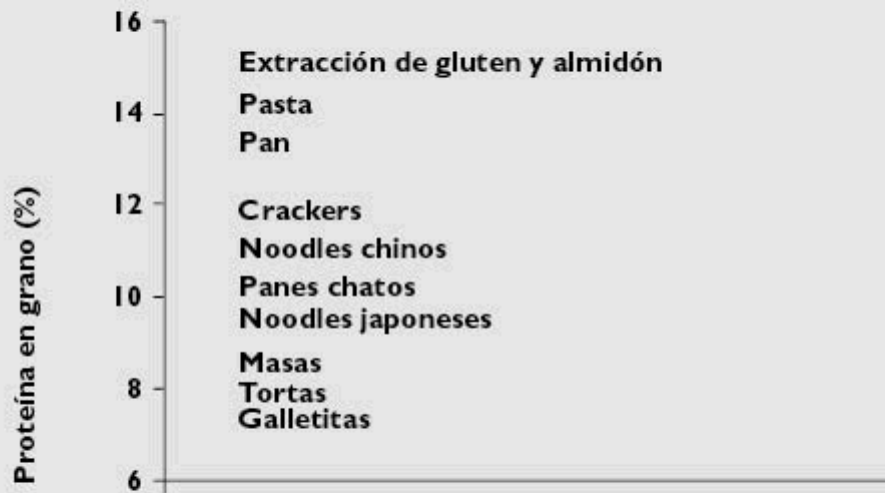 16
Extracción de gluten y almidón
14
Pasta
Pan
12
Crackers
Noodles chinos
10
Panes chatos
Noodles japoneses
Masas
8
Tortas
Galletitas
6
Proteína en grano (%)